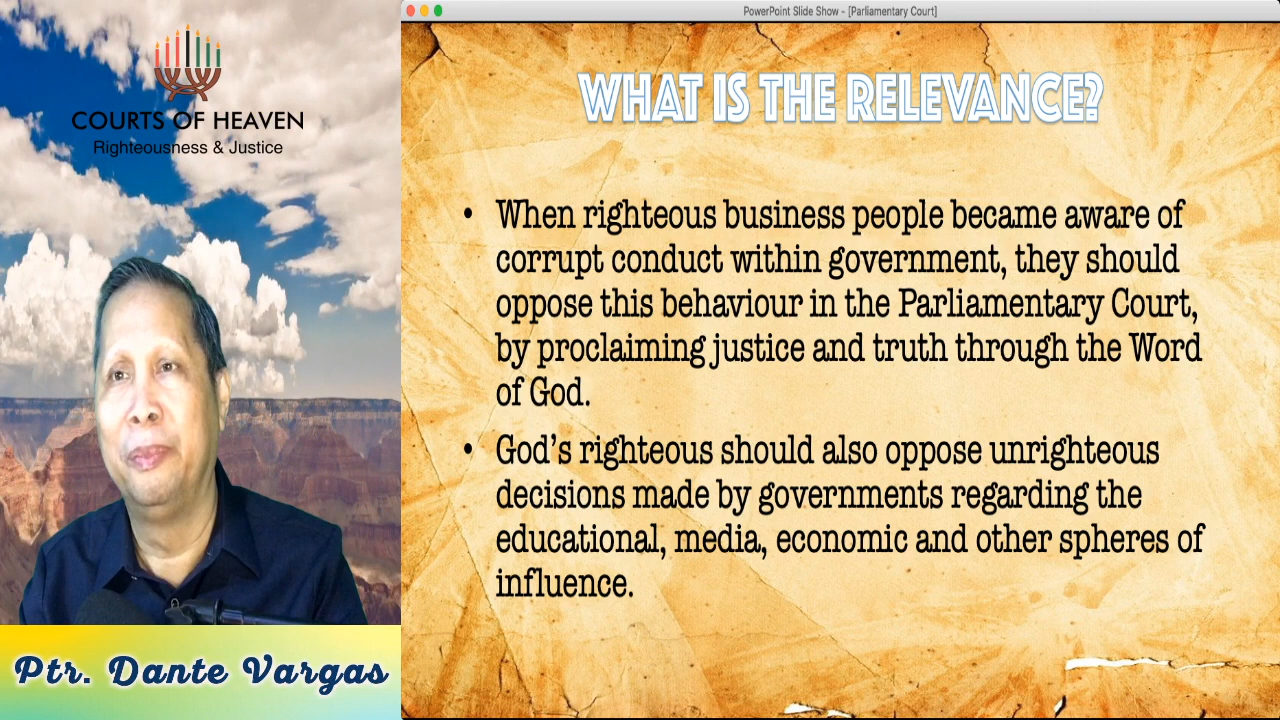 PowerPoint Slide Show - [Parliamentary Court]
COURTS OF HEAVEN
Righteousness & Justice
WHAT IS THE RELEVANCE?
• When righteous business people became aware of
corrupt conduct within government, they should
oppose this behaviour in the Parliamentary Court,
by proclaiming justice and truth through the Word
of God.
• God's righteous should also oppose unrighteous
decisions made by governments regarding the
educational, media, economic and other spheres of
influence.
Ptr. Dante Vargas